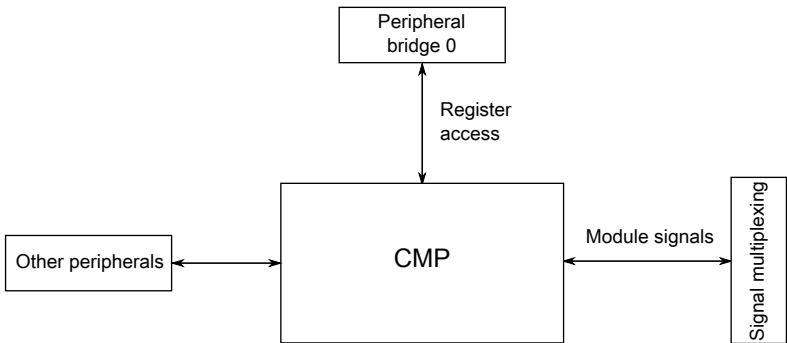 Peripheral
bridge 0
Register
access
Other peripherals
CMP
Module signals
Signal multiplexing